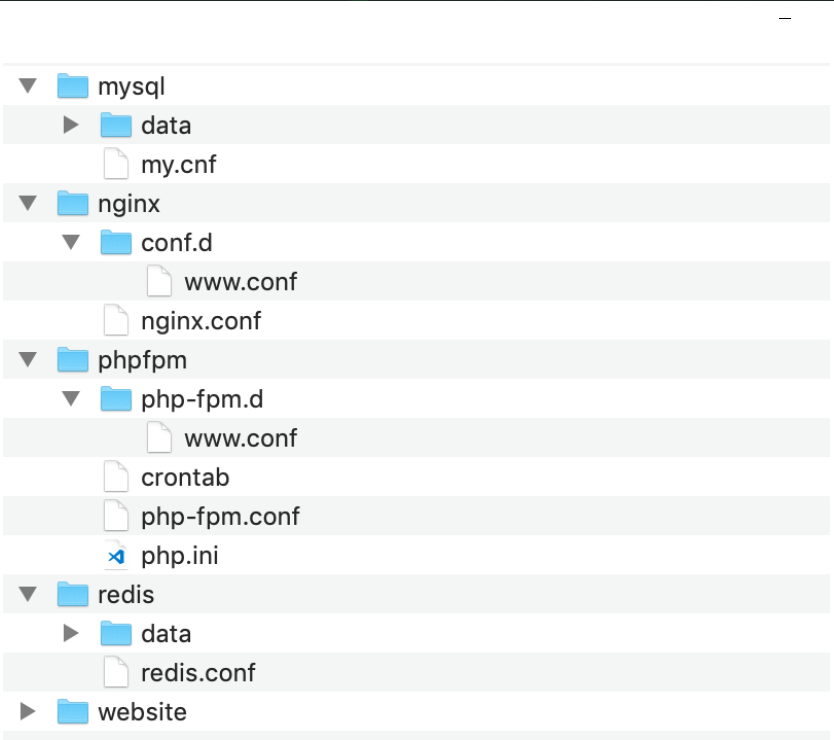 mysql
data
my.cnf
nginx
conf.d
www.conf
nginx.conf
phpfpm
php-fpm.d
www.conf
crontab
php-fpm.conf
php.ini
redis
data
redis.conf
website